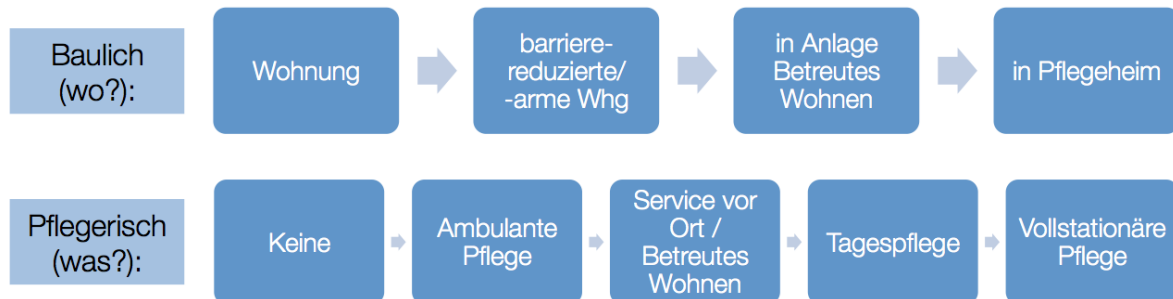 Baulich
(wo?):
Wohnung
barriere-
reduzierte/
-arme Whg
in Anlage
Betreutes
Wohnen
in Pflegeheim
Pflegerisch
(was?):
Keine
Ambulante
Pflege
Service vor
Ort /
Betreutes
Wohnen
Tagespflege
Vollstationäre
Pflege